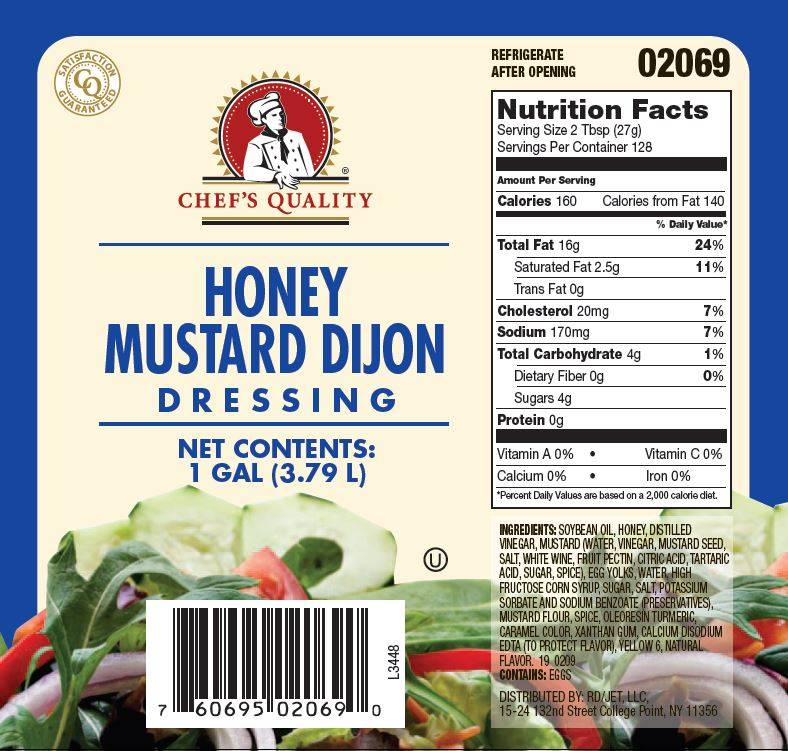 SATISFACTION
CQ
GUARANTEED
®
CHEF'S QUALITY
HONEY
MUSTARD DIJON
DRESSING
NET CONTENTS:
1 GAL (3.79 L)
U
L3448
7 60695 02069 0
REFRIGERATE
AFTER OPENING
02069
Nutrition Facts
Serving Size 2 Tbsp (27g)
Servings Per Container 128
Amount Per Serving
Calories 160 Calories from Fat 140
% Daily Value*
Total Fat 16g 24%
Saturated Fat 2.5g 11%
Trans Fat 0g
Cholesterol 20mg 7%
Sodium 170mg 7%
Total Carbohydrate 4g 1%
Dietary Fiber 0g 0%
Sugars 4g
Protein 0g
Vitamin A 0% • Vitamin C 0%
Calcium 0% • Iron 0%
*Percent Daily Values are based on a 2,000 calorie diet.
INGREDIENTS: SOYBEAN OIL, HONEY, DISTILLED
VINEGAR, MUSTARD (WATER, VINEGAR, MUSTARD SEED,
SALT, WHITE WINE, FRUIT PECTIN, CITRIC ACID, TARTARIC
ACID, SUGAR, SPICE), EGG YOLKS, WATER, HIGH
FRUCTOSE CORN SYRUP, SUGAR, SALT, POTASSIUM
SORBATE AND SODIUM BENZOATE (PRESERVATIVES),
MUSTARD FLOUR, SPICE, OLEORESIN TURMERIC,
CARAMEL COLOR, XANTHAN GUM, CALCIUM DISODIUM
EDTA (TO PROTECT FLAVOR), YELLOW 6, NATURAL
FLAVOR. 19 0209
CONTAINS: EGGS
DISTRIBUTED BY: RD/JET, LLC,
15-24 132nd Street College Point, NY 11356